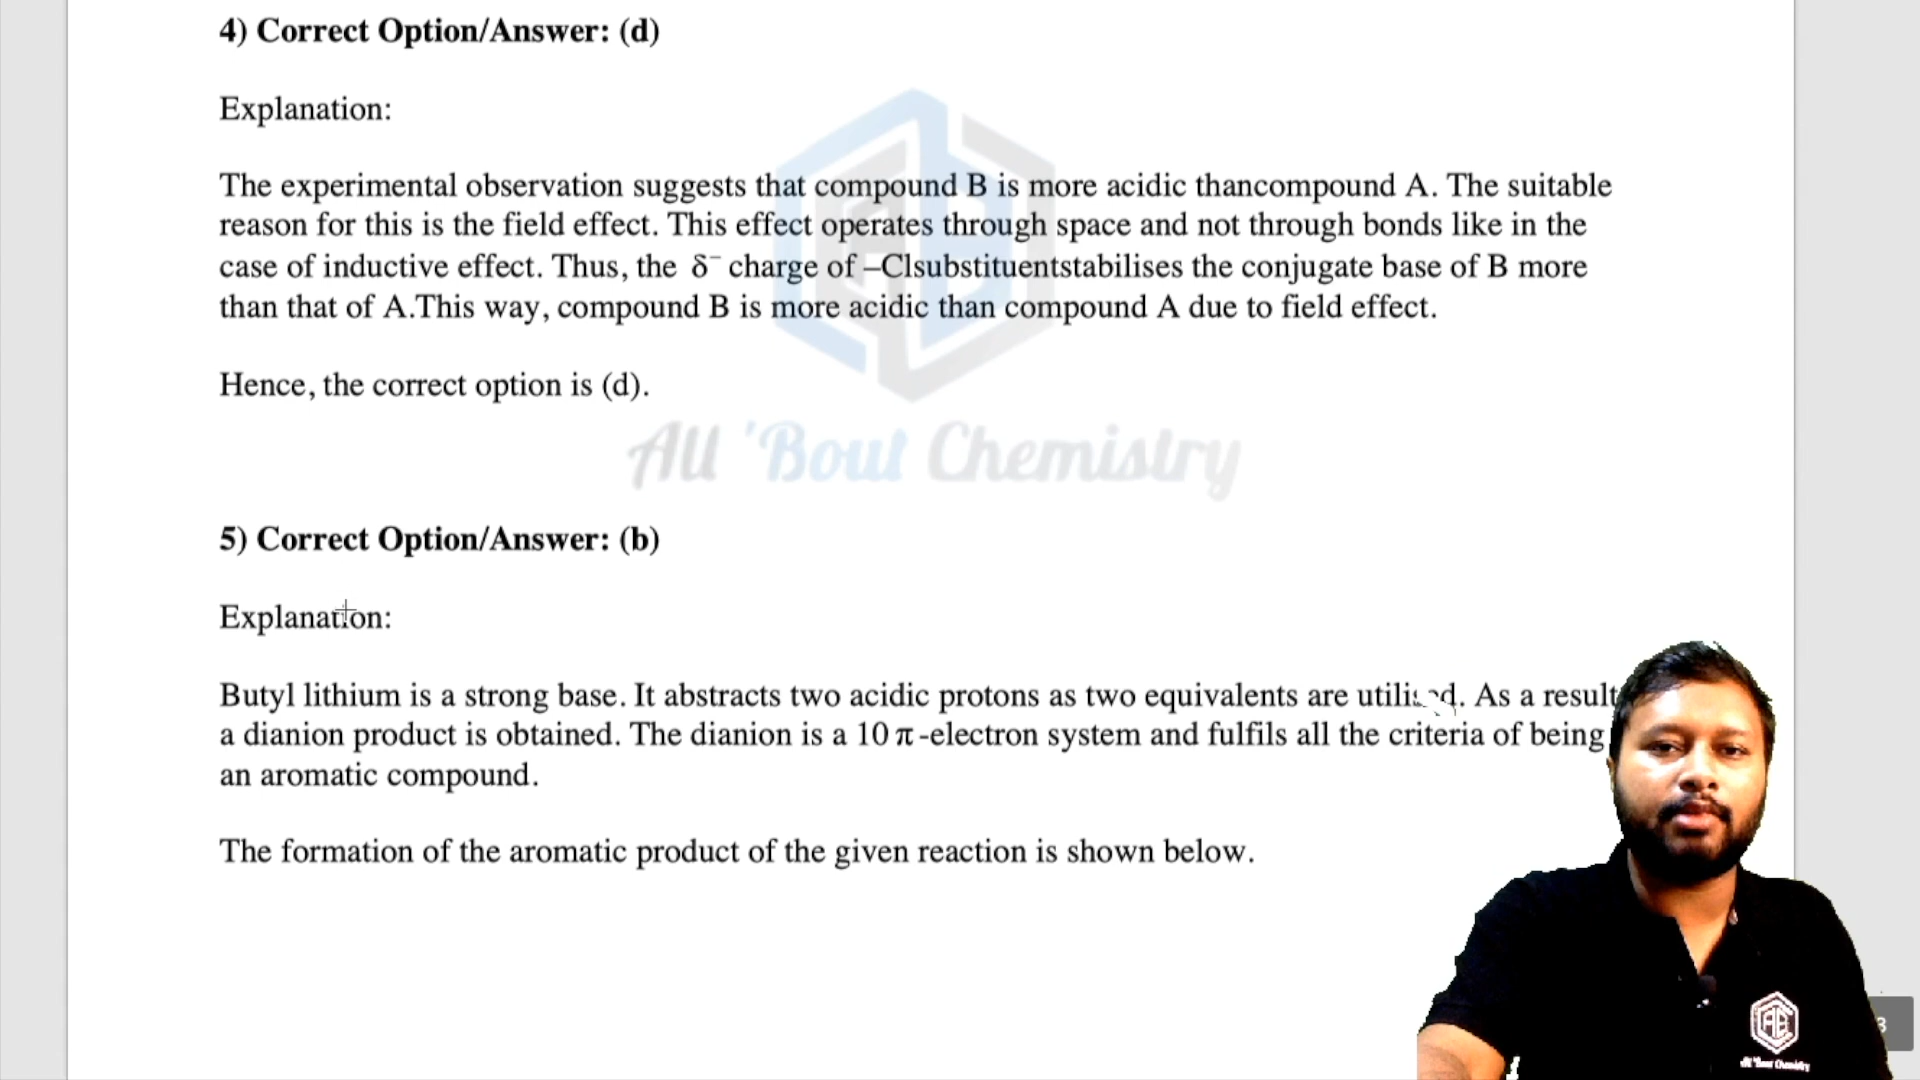 4) Correct Option/Answer: (d)
Explanation:
The experimental observation suggests that compound B is more acidic thancompound A. The suitable
reason for this is the field effect. This effect operates through space and not through bonds like in the
case of inductive effect. Thus, the δ⁻ charge of –Clsubstituentstabilises the conjugate base of B more
than that of A.This way, compound B is more acidic than compound A due to field effect.
Hence, the correct option is (d).
All 'Bout Chemistry
5) Correct Option/Answer: (b)
Explanation:
Butyl lithium is a strong base. It abstracts two acidic protons as two equivalents are utilised. As a result
a dianion product is obtained. The dianion is a 10 π -electron system and fulfils all the criteria of being
an aromatic compound.
The formation of the aromatic product of the given reaction is shown below.
All 'Bout Chemistry